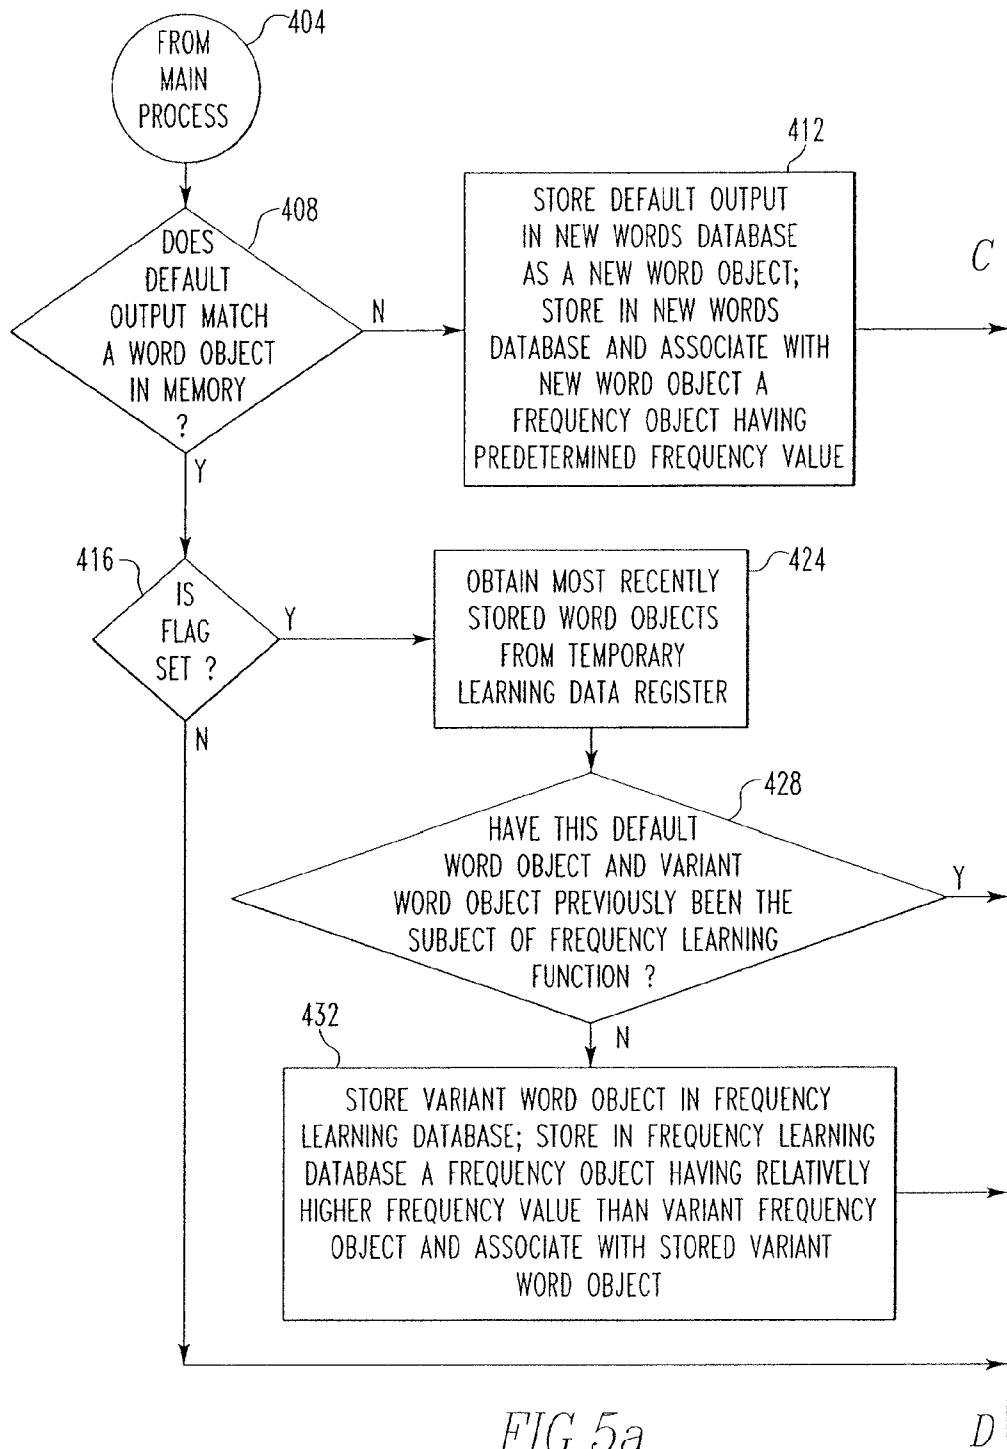 404
FROM
MAIN
PROCESS
408
DOES
DEFAULT
OUTPUT MATCH
A WORD OBJECT
IN MEMORY
?
N
Y
412
STORE DEFAULT OUTPUT
IN NEW WORDS DATABASE
AS A NEW WORD OBJECT;
STORE IN NEW WORDS
DATABASE AND ASSOCIATE WITH
NEW WORD OBJECT A
FREQUENCY OBJECT HAVING
PREDETERMINED FREQUENCY VALUE
C
416
IS
FLAG
SET ?
Y
N
424
OBTAIN MOST RECENTLY
STORED WORD OBJECTS
FROM TEMPORARY
LEARNING DATA REGISTER
428
HAVE THIS DEFAULT
WORD OBJECT AND VARIANT
WORD OBJECT PREVIOUSLY BEEN THE
SUBJECT OF FREQUENCY LEARNING
FUNCTION ?
Y
N
432
STORE VARIANT WORD OBJECT IN FREQUENCY
LEARNING DATABASE; STORE IN FREQUENCY LEARNING
DATABASE A FREQUENCY OBJECT HAVING RELATIVELY
HIGHER FREQUENCY VALUE THAN VARIANT FREQUENCY
OBJECT AND ASSOCIATE WITH STORED VARIANT
WORD OBJECT
FIG. 5a
D